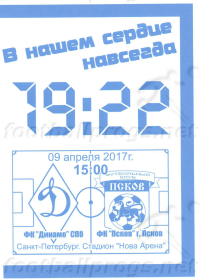 В нашем сердце
навсегда
19:22
09 апреля 2017г.
15:00
ПСКОВ
ФК "Динамо" СПб
ФК "Псков" г.Псков
Санкт-Петербург. Стадион "Нова Арена"